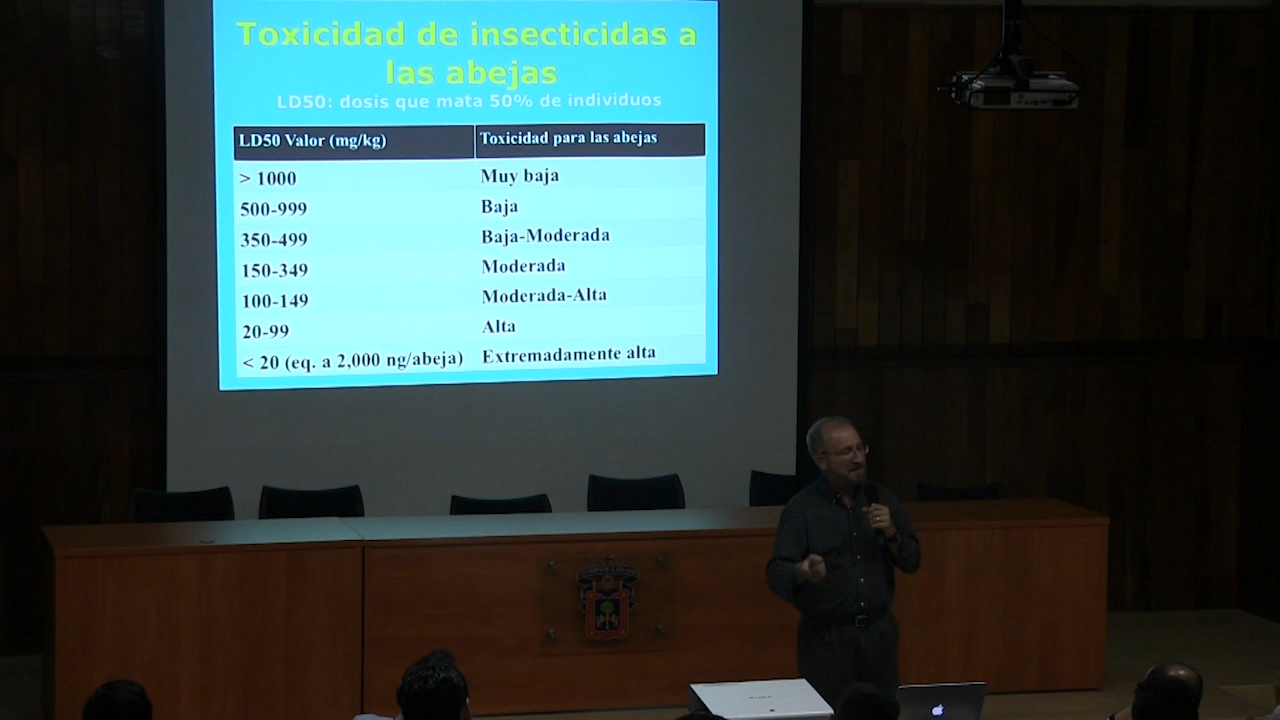 Toxicidad de insecticidas a
las abejas
LD50: dosis que mata 50% de individuos
LD50 Valor (mg/kg) Toxicidad para las abejas
> 1000 Muy baja
500-999 Baja
350-499 Baja-Moderada
150-349 Moderada
100-149 Moderada-Alta
20-99 Alta
< 20 (eq. a 2,000 ng/abeja) Extremadamente alta